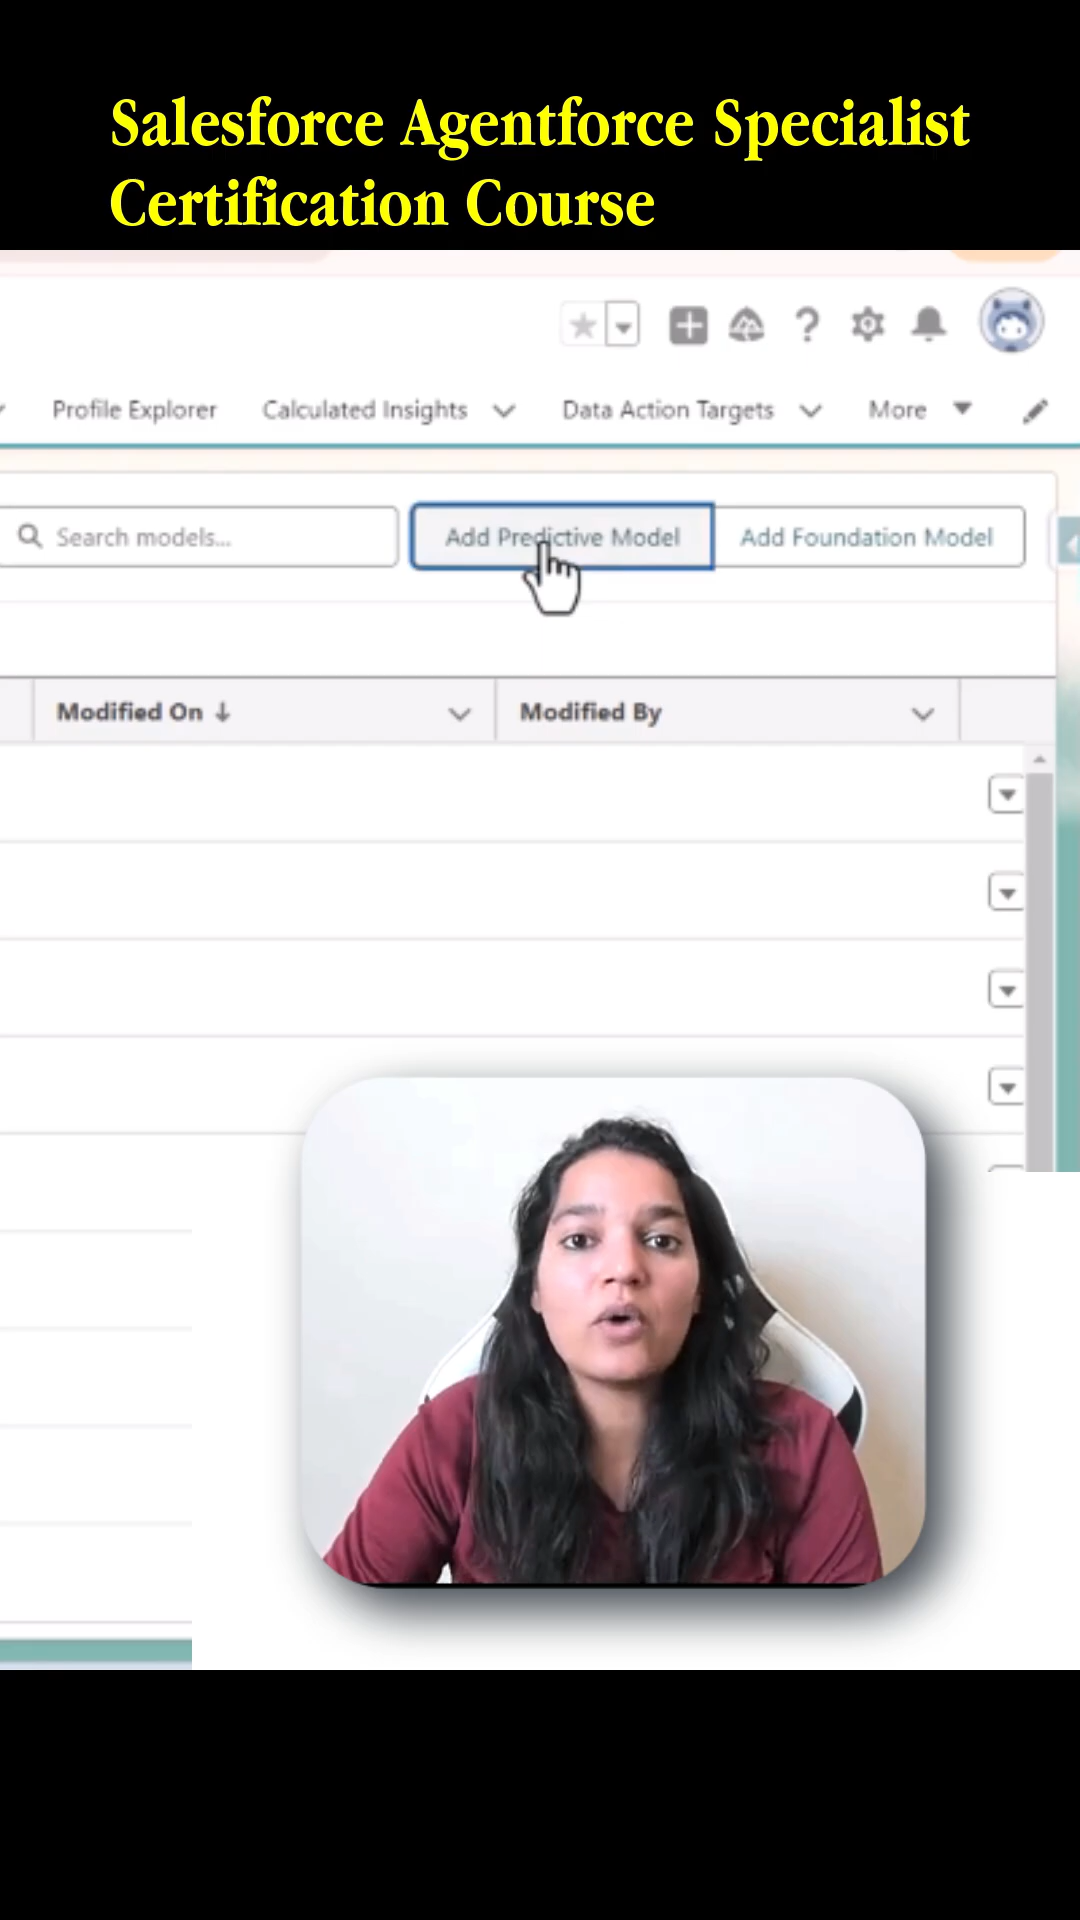 Salesforce Agentforce Specialist
Certification Course
Profile Explorer Calculated Insights Data Action Targets More
Search models... Add Predictive Model Add Foundation Model
Modified On Modified By